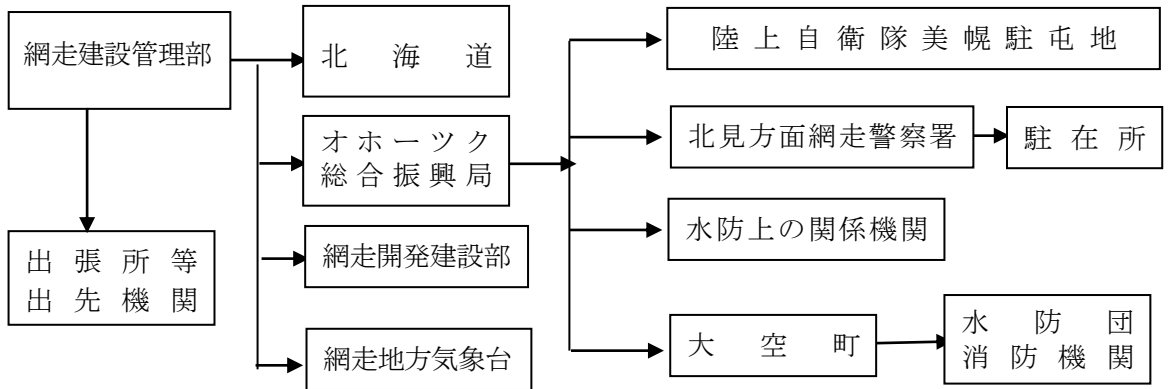 網走建設管理部
北海道
陸上自衛隊美幌駐屯地
オホーツク
総合振興局
北見方面網走警察署
駐在所
出張所等
出先機関
網走開発建設部
水防上の関係機関
網走地方気象台
大空町
水防団
消防機関